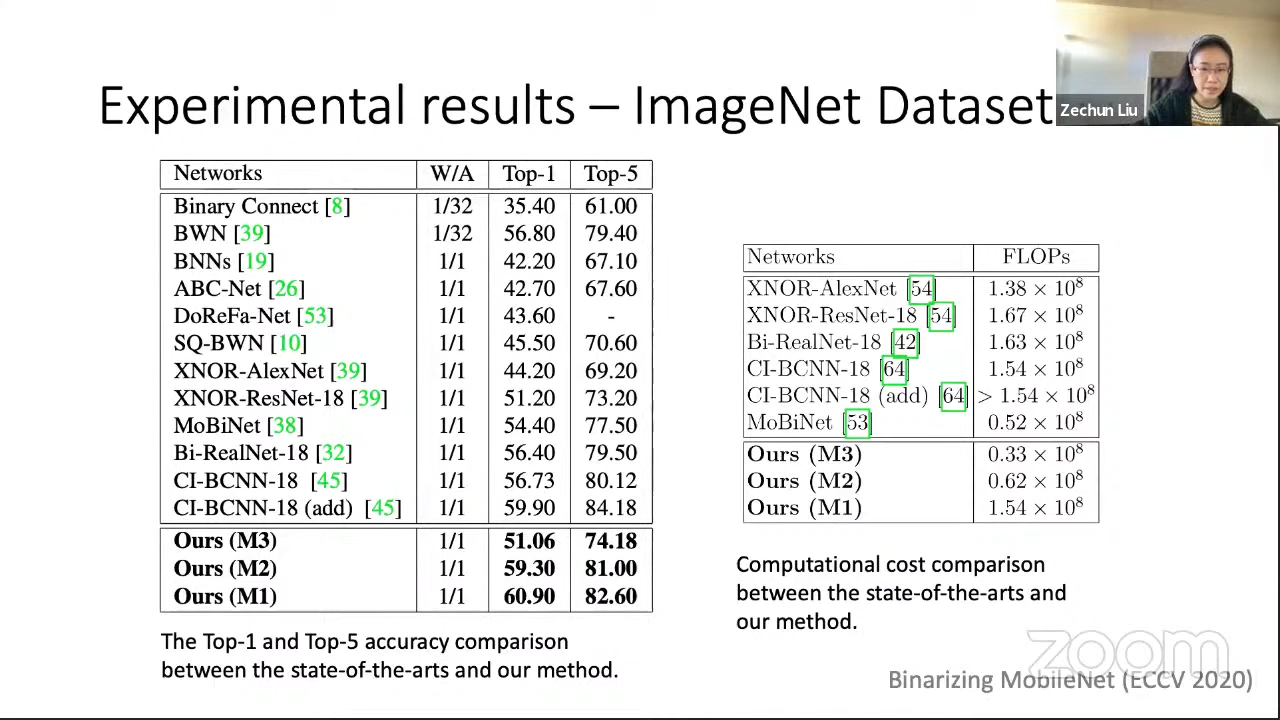 Zechun Liu
Experimental results – ImageNet Dataset
Networks W/A Top-1 Top-5
Binary Connect [8] 1/32 35.40 61.00
BWN [39] 1/32 56.80 79.40
BNNs [19] 1/1 42.20 67.10
ABC-Net [26] 1/1 42.70 67.60
DoReFa-Net [53] 1/1 43.60 -
SQ-BWN [10] 1/1 45.50 70.60
XNOR-AlexNet [39] 1/1 44.20 69.20
XNOR-ResNet-18 [39] 1/1 51.20 73.20
MoBiNet [38] 1/1 54.40 77.50
Bi-RealNet-18 [32] 1/1 56.40 79.50
CI-BCNN-18 [45] 1/1 56.73 80.12
CI-BCNN-18 (add) [45] 1/1 59.90 84.18
Ours (M3) 1/1 51.06 74.18
Ours (M2) 1/1 59.30 81.00
Ours (M1) 1/1 60.90 82.60
The Top-1 and Top-5 accuracy comparison
between the state-of-the-arts and our method.
Networks FLOPs
XNOR-AlexNet [54] 1.38 × 10⁸
XNOR-ResNet-18 [54] 1.67 × 10⁸
Bi-RealNet-18 [42] 1.63 × 10⁸
CI-BCNN-18 [64] 1.54 × 10⁸
CI-BCNN-18 (add) [64] > 1.54 × 10⁸
MoBiNet [53] 0.52 × 10⁸
Ours (M3) 0.33 × 10⁸
Ours (M2) 0.62 × 10⁸
Ours (M1) 1.54 × 10⁸
Computational cost comparison
between the state-of-the-arts and
our method.
zoom
Binarizing MobileNet (ECCV 2020)